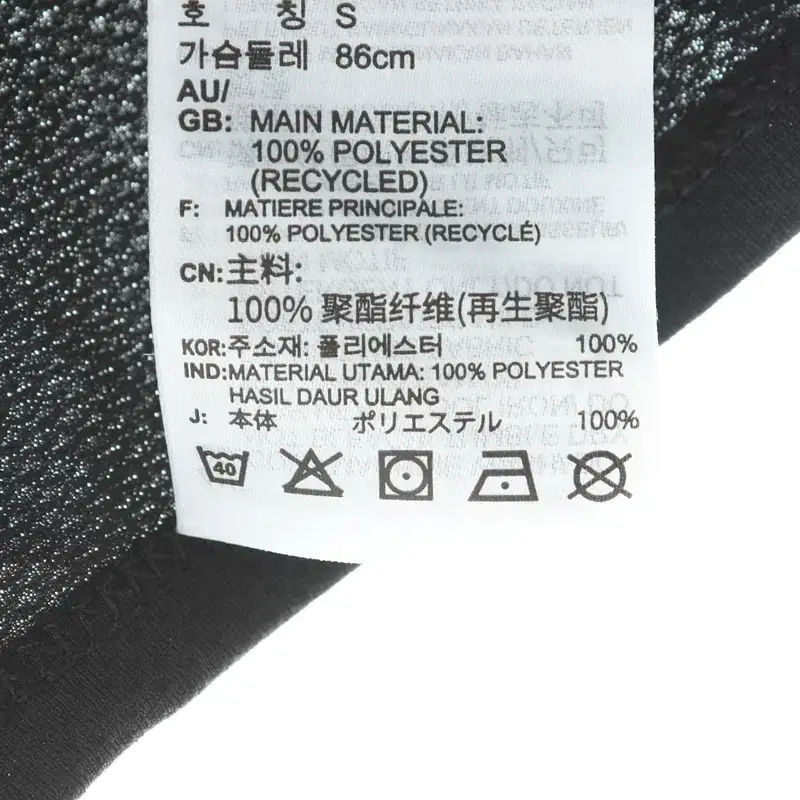 호 칭 S
가슴둘레 86cm
AU/
GB: MAIN MATERIAL:
100% POLYESTER
(RECYCLED)
F: MATIERE PRINCIPALE:
100% POLYESTER (RECYCLÉ)
CN:主料:
100% 聚酯纤维(再生聚酯)
KOR:주소재: 폴리에스터 100%
IND:MATERIAL UTAMA: 100% POLYESTER
HASIL DAUR ULANG
J: 本体 ポリエステル 100%
40